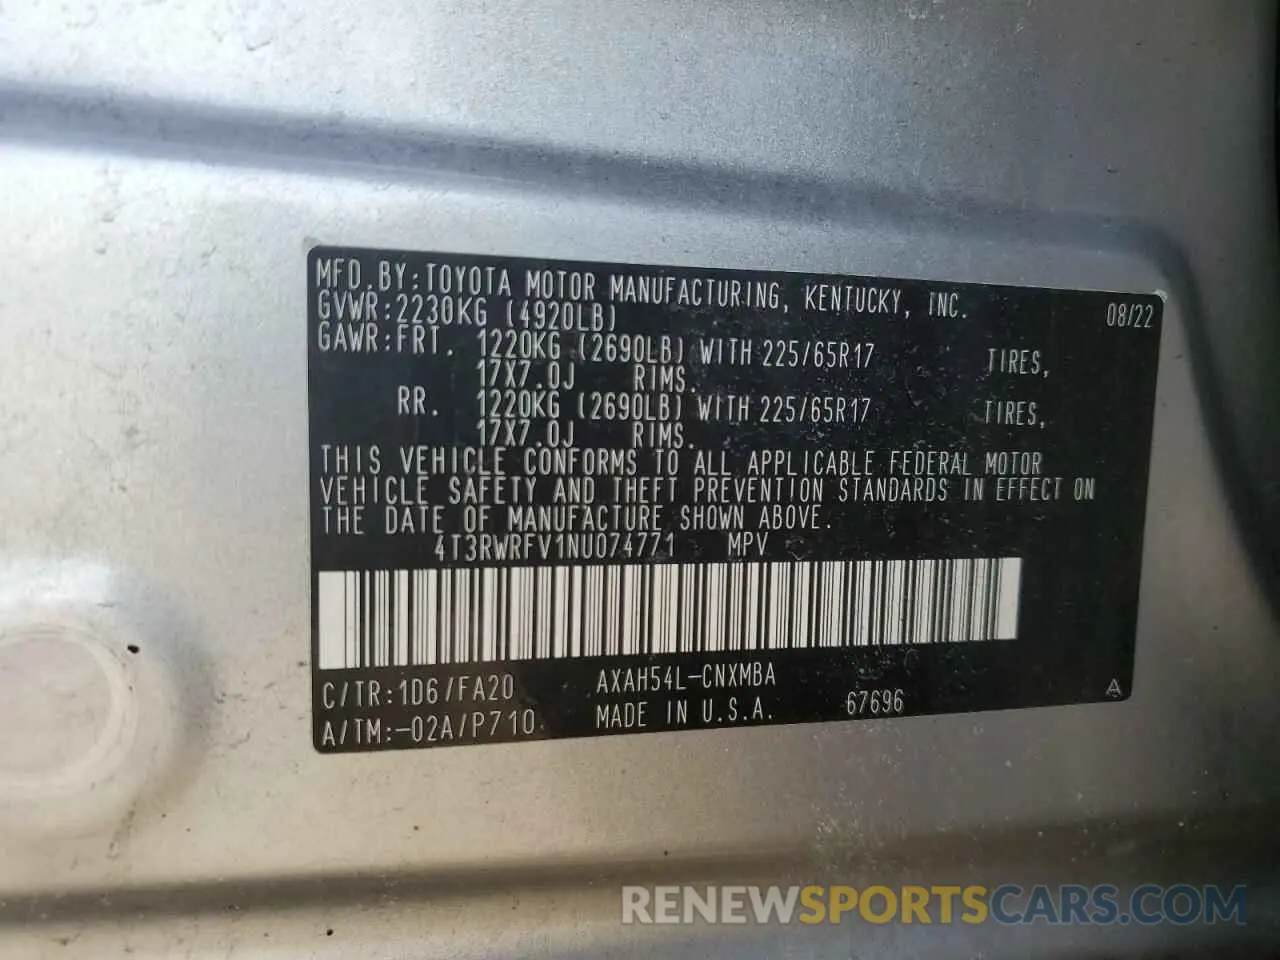 MFD.BY:TOYOTA MOTOR MANUFACTURING, KENTUCKY, INC. 08/22
GVWR:2230KG (4920LB)
GAWR:FRT. 1220KG (2690LB) WITH 225/65R17 TIRES,
17X7.0J RIMS.
RR. 1220KG (2690LB) WITH 225/65R17 TIRES,
17X7.0J RIMS.
THIS VEHICLE CONFORMS TO ALL APPLICABLE FEDERAL MOTOR
VEHICLE SAFETY AND THEFT PREVENTION STANDARDS IN EFFECT ON
THE DATE OF MANUFACTURE SHOWN ABOVE.
4T3RWRFV1NU074771 MPV
C/TR:1D6/FA20 AXAH54L-CNXMBA
A/TM:-02A/P710 MADE IN U.S.A. 67696
RENEWSPORTSCARS.COM